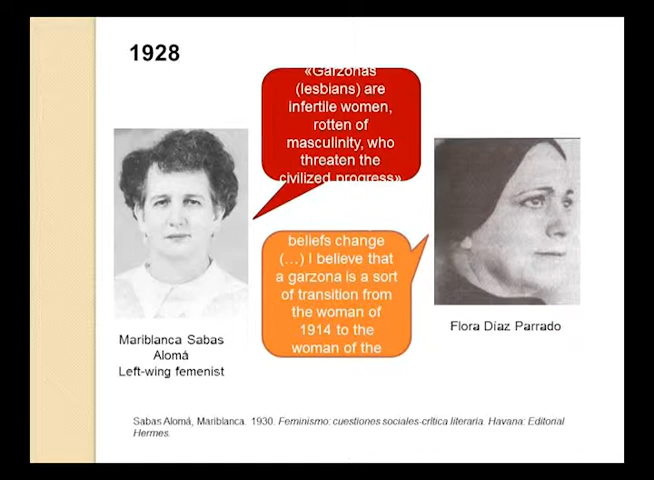 1928
«Garzonas
(lesbians) are
infertile women,
rotten of
masculinity, who
threaten the
civilized progress»
beliefs change
(…) I believe that
a garzona is a sort
of transition from
the woman of
1914 to the
woman of the
Mariblanca Sabas
Alomá
Left-wing femenist
Flora Díaz Parrado
Sabas Alomá, Mariblanca. 1930. Feminismo: cuestiones sociales-crítica literaria. Havana: Editorial
Hermes.